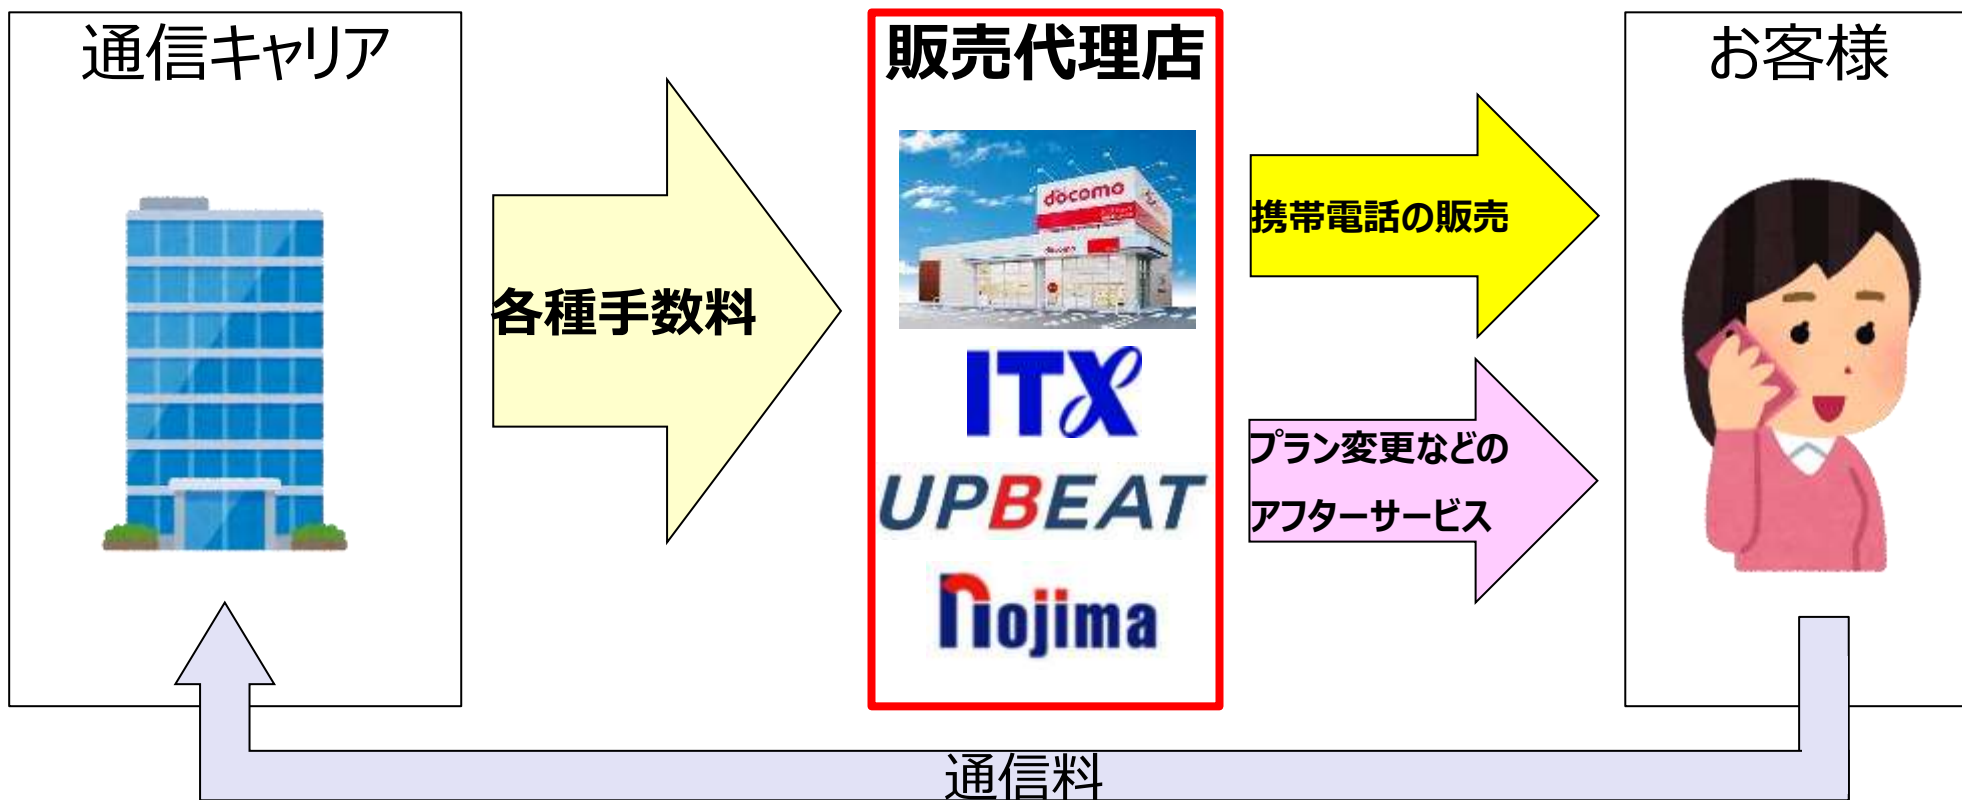 通信キャリア
販売代理店
お客様
各種手数料
docomo
docomo
ITX
UPBEAT
nojima
携帯電話の販売
プラン変更などの
アフターサービス
通信料